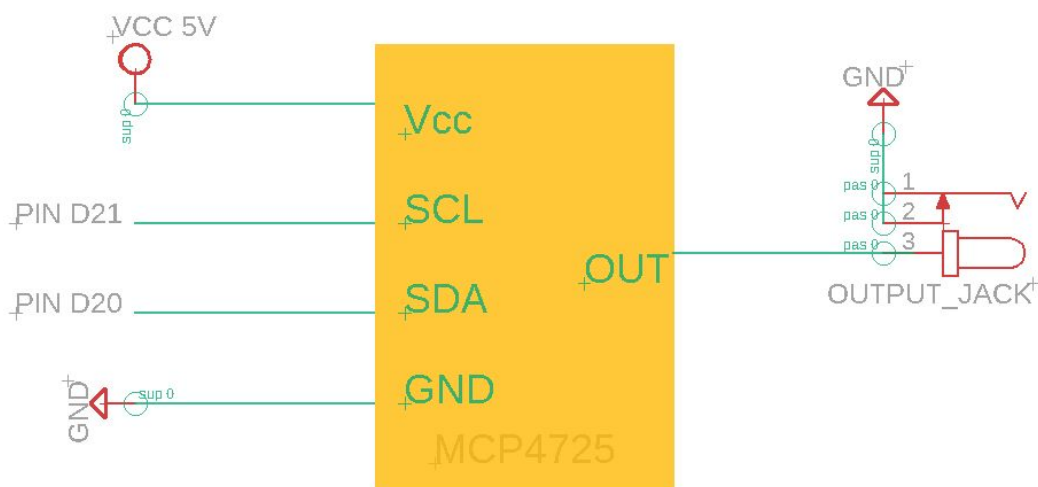 VCC 5V
sup 0
Vcc
PIN D21
SCL
PIN D20
SDA
GND
sup 0
GND
MCP4725
OUT
GND
sup 0
pas 0
1
pas 0
2
pas 0
3
OUTPUT_JACK